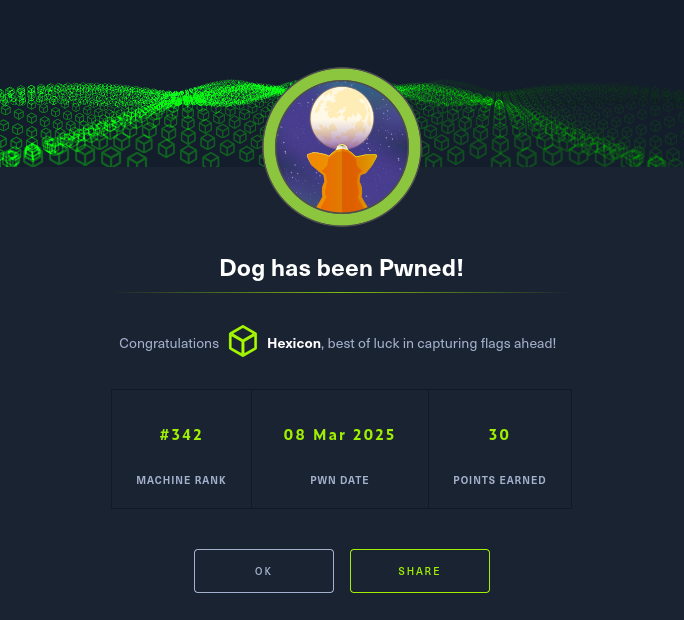 Dog has been Pwned!
Congratulations Hexicon, best of luck in capturing flags ahead!
#342 08 Mar 2025 30
MACHINE RANK PWN DATE POINTS EARNED
OK SHARE